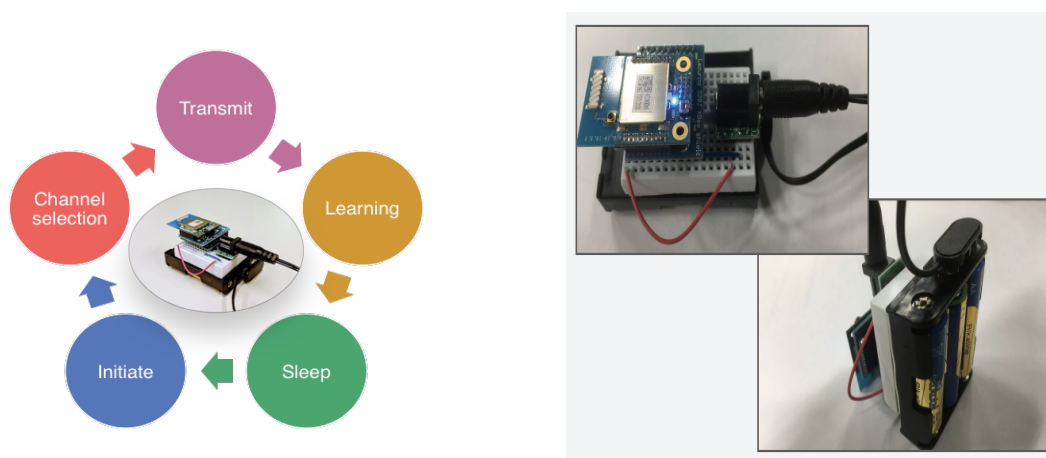 Transmit
Channel
selection
Learning
Initiate
Sleep